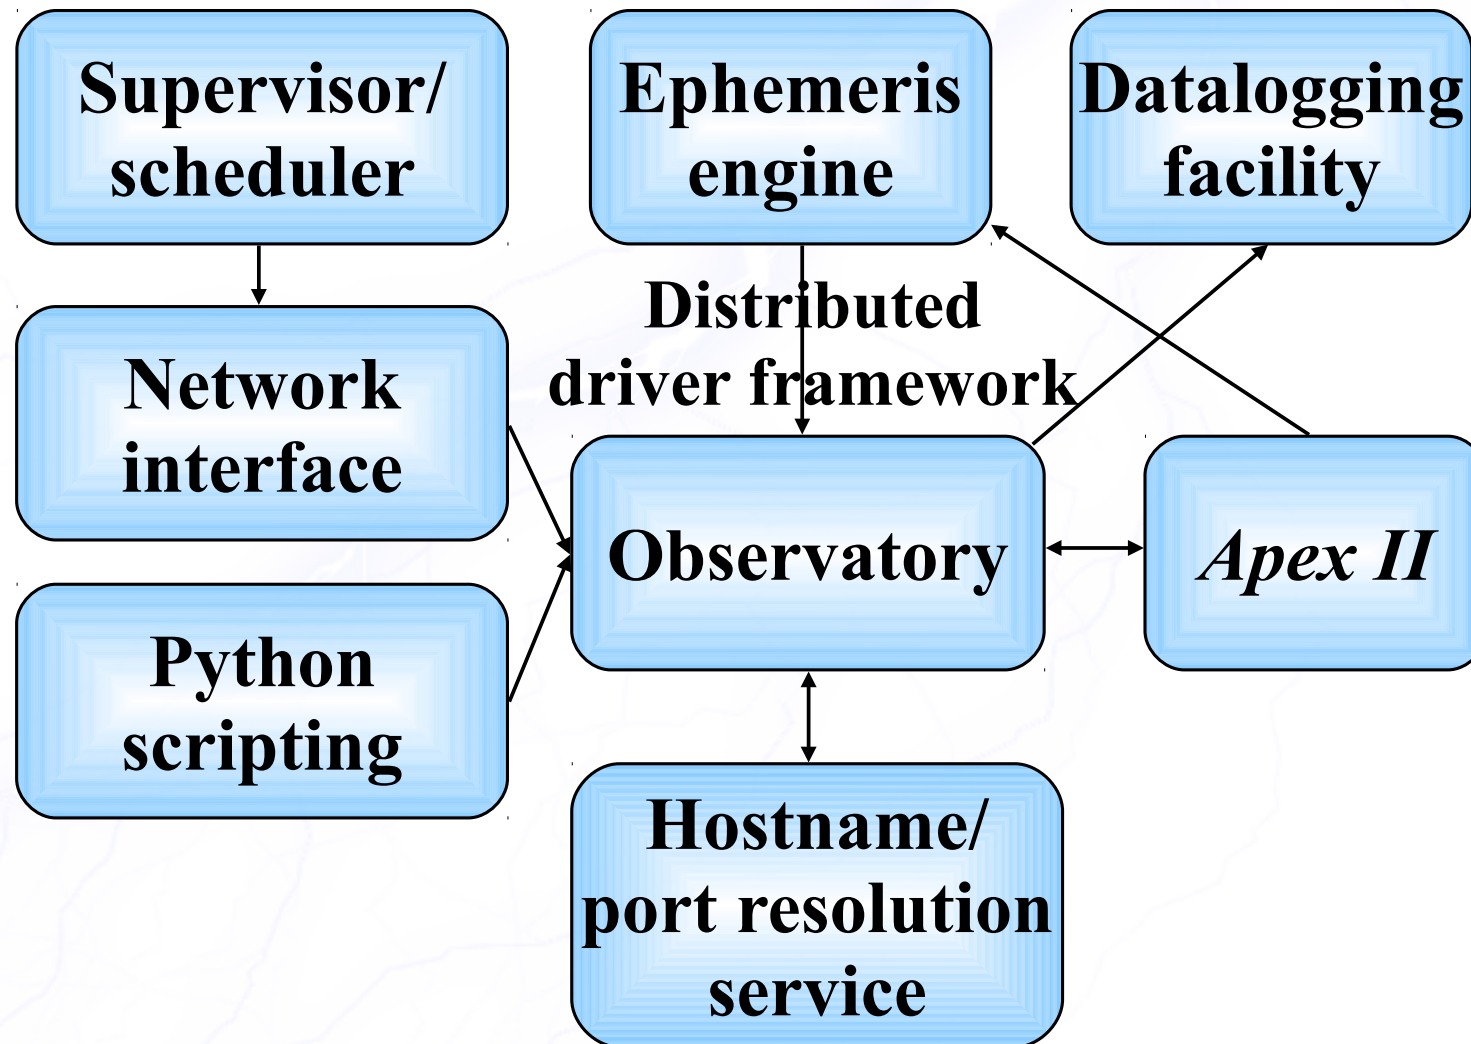 Supervisor/
scheduler
Ephemeris
engine
Datalogging
facility
Distributed
driver framework
Network
interface
Observatory
Apex II
Python
scripting
Hostname/
port resolution
service